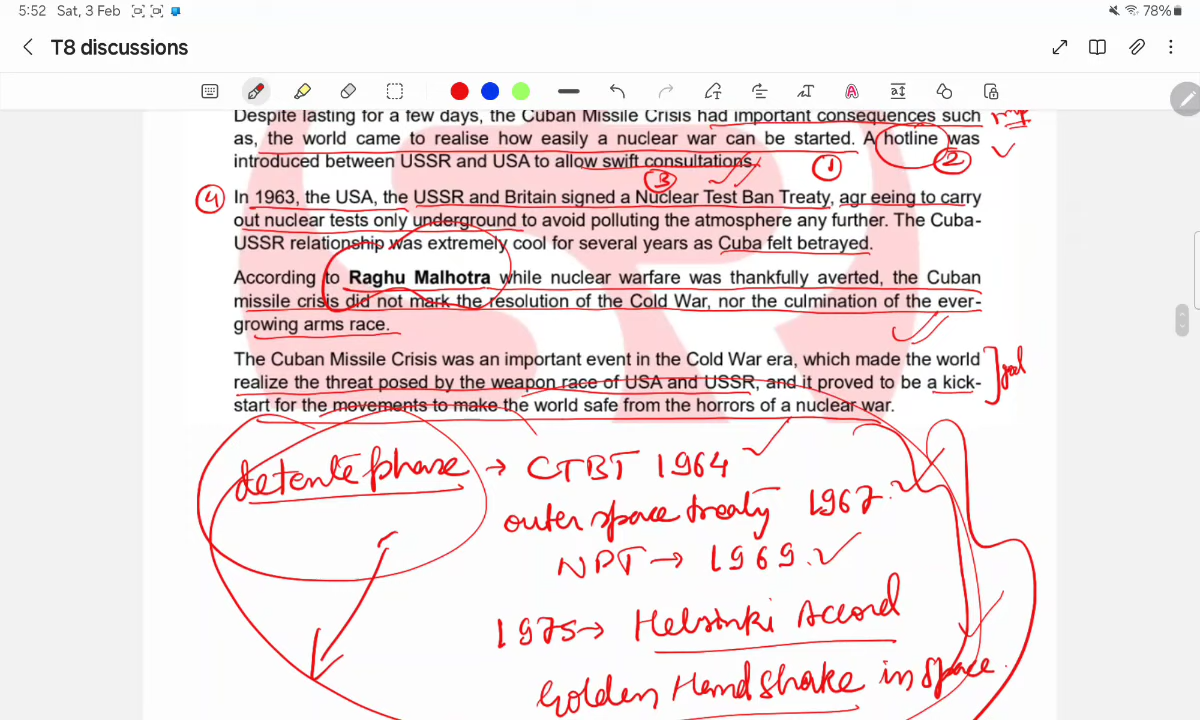 5:52 Sat, 3 Feb 78%
T8 discussions
Despite lasting for a few days, the Cuban Missile Crisis had important consequences such
as, the world came to realise how easily a nuclear war can be started. A hotline was
introduced between USSR and USA to allow swift consultations.
1
2
3
4 In 1963, the USA, the USSR and Britain signed a Nuclear Test Ban Treaty, agr eeing to carry
out nuclear tests only underground to avoid polluting the atmosphere any further. The Cuba-
USSR relationship was extremely cool for several years as Cuba felt betrayed.
According to Raghu Malhotra while nuclear warfare was thankfully averted, the Cuban
missile crisis did not mark the resolution of the Cold War, nor the culmination of the ever-
growing arms race.
The Cuban Missile Crisis was an important event in the Cold War era, which made the world
realize the threat posed by the weapon race of USA and USSR, and it proved to be a kick-
start for the movements to make the world safe from the horrors of a nuclear war.
detente phase → CTBT 1964
outer space treaty 1967
NPT → 1969
1975 → Helsinki Accord
Golden Hand shake in space